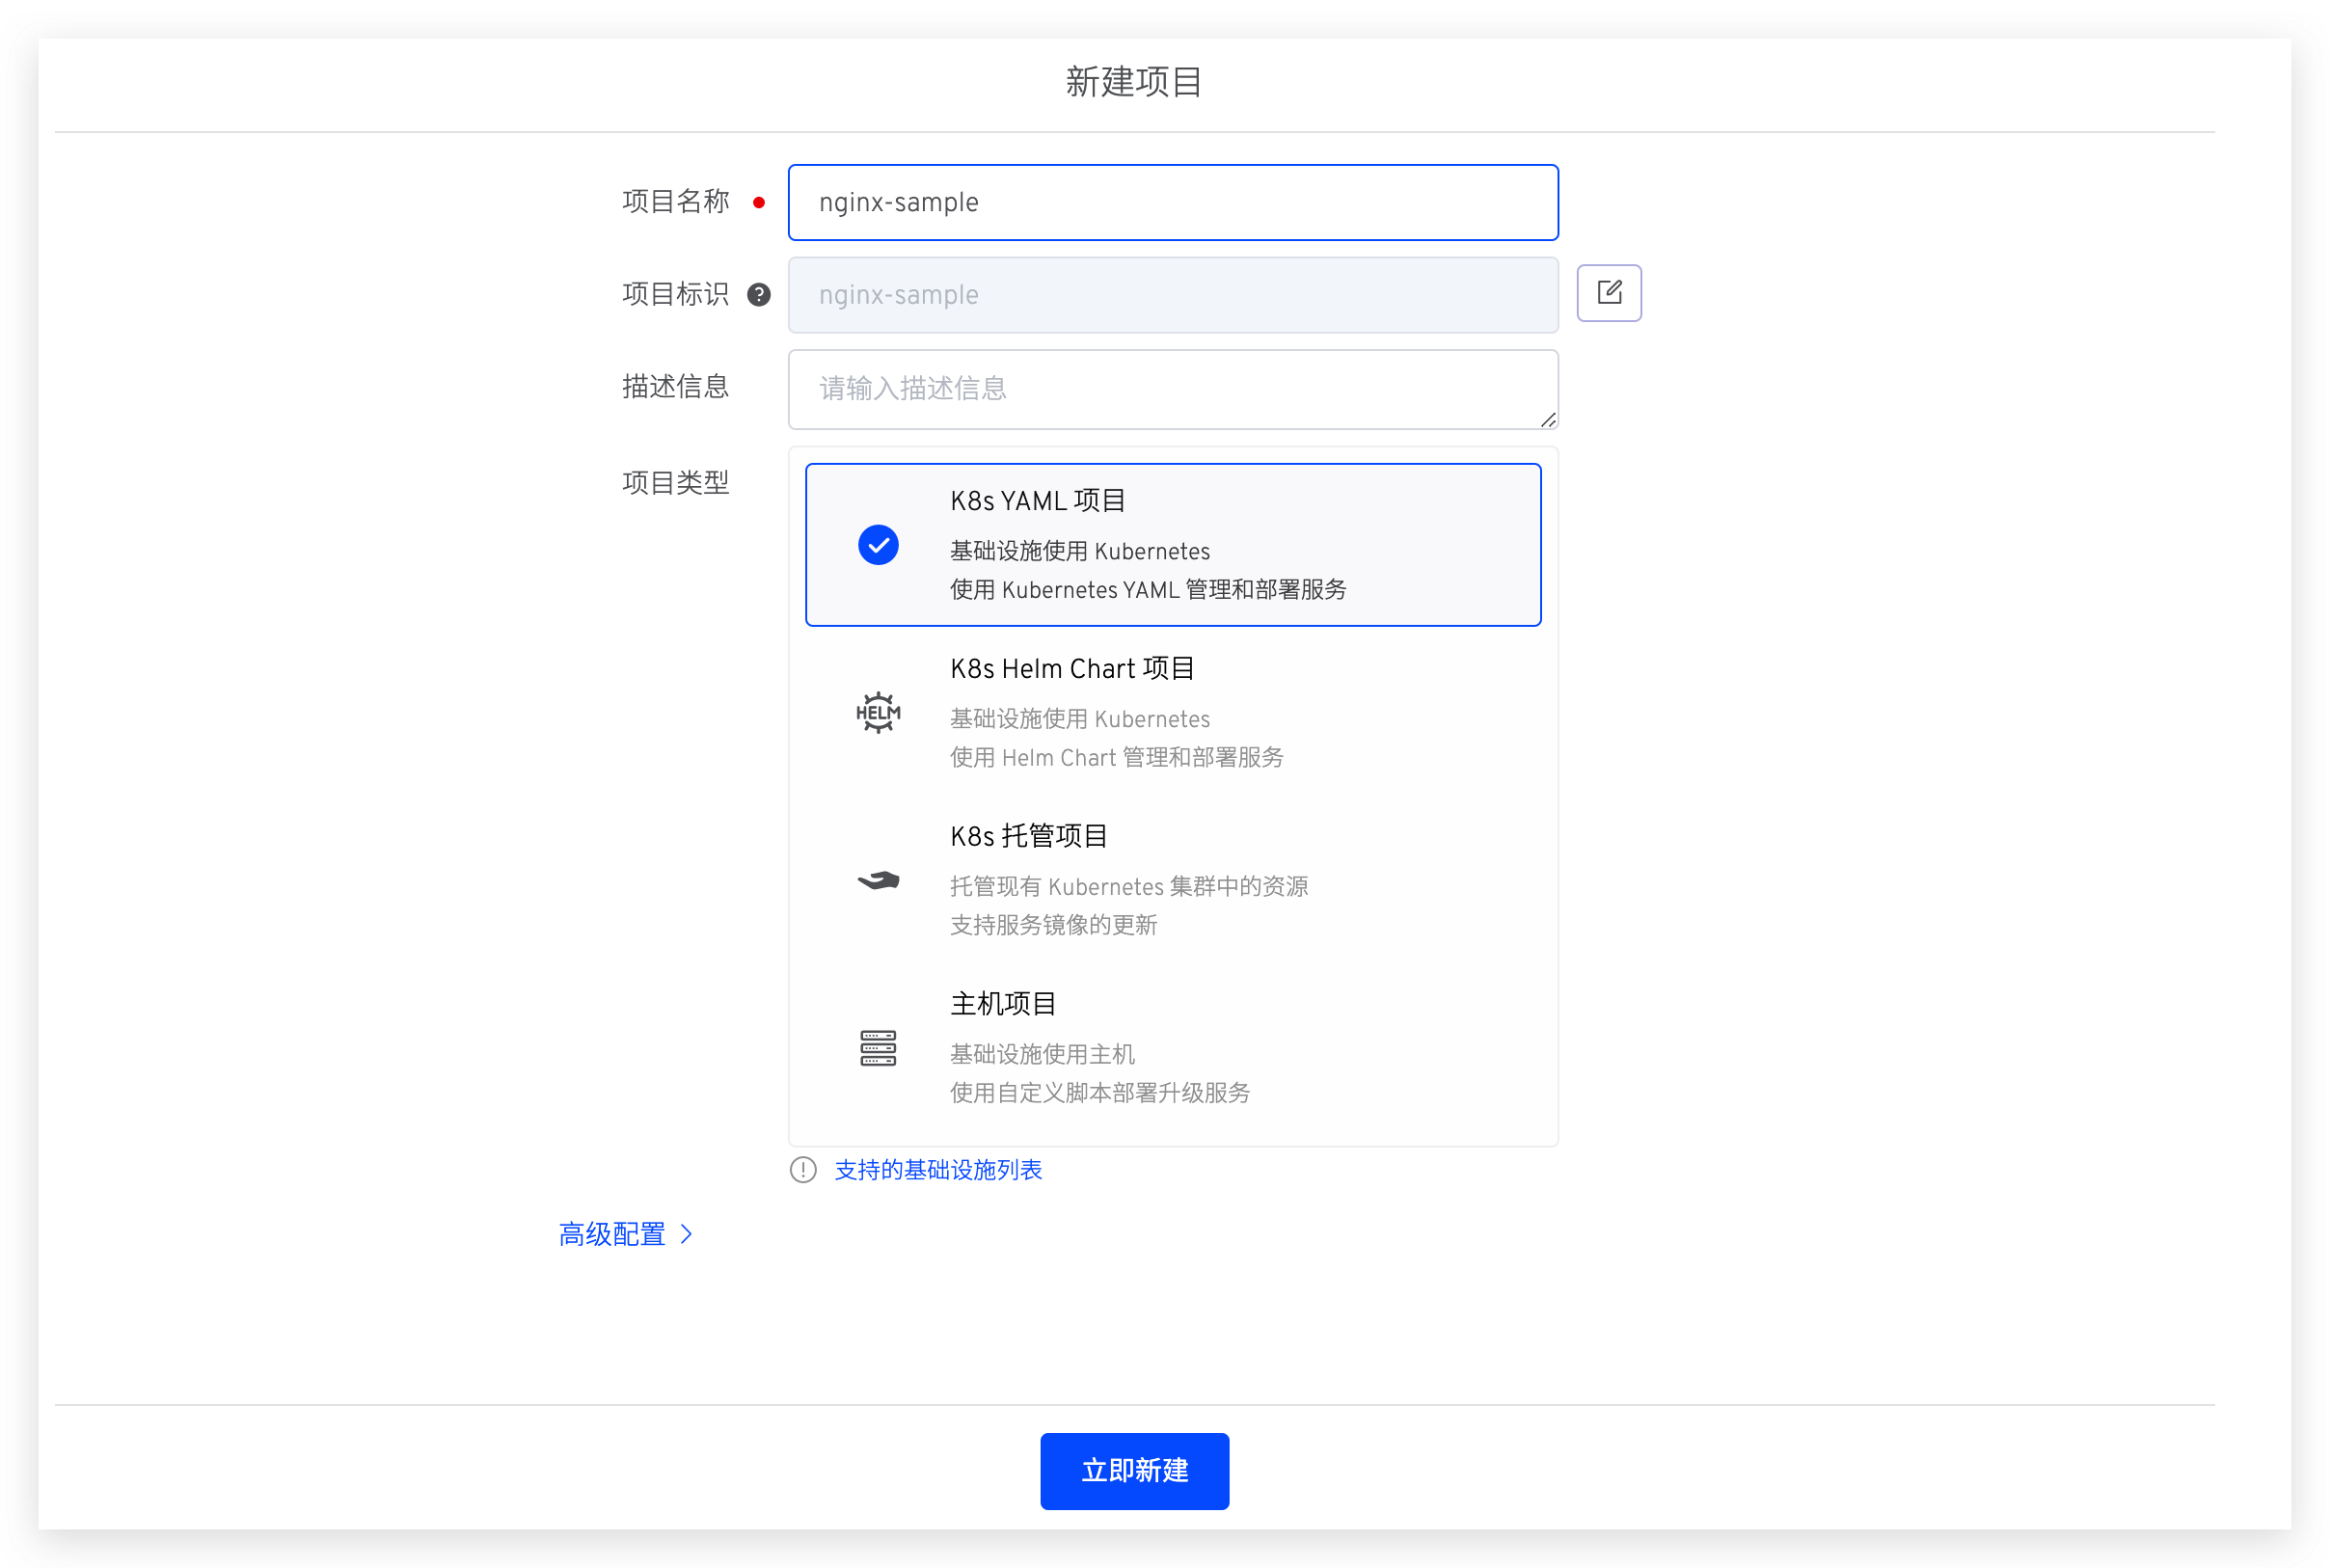 新建项目
项目名称
nginx-sample
项目标识
nginx-sample
描述信息
请输入描述信息
项目类型
K8s YAML 项目
基础设施使用 Kubernetes
使用 Kubernetes YAML 管理和部署服务
K8s Helm Chart 项目
HELM
基础设施使用 Kubernetes
使用 Helm Chart 管理和部署服务
K8s 托管项目
托管现有 Kubernetes 集群中的资源
支持服务镜像的更新
主机项目
基础设施使用主机
使用自定义脚本部署升级服务
支持的基础设施列表
高级配置
立即新建